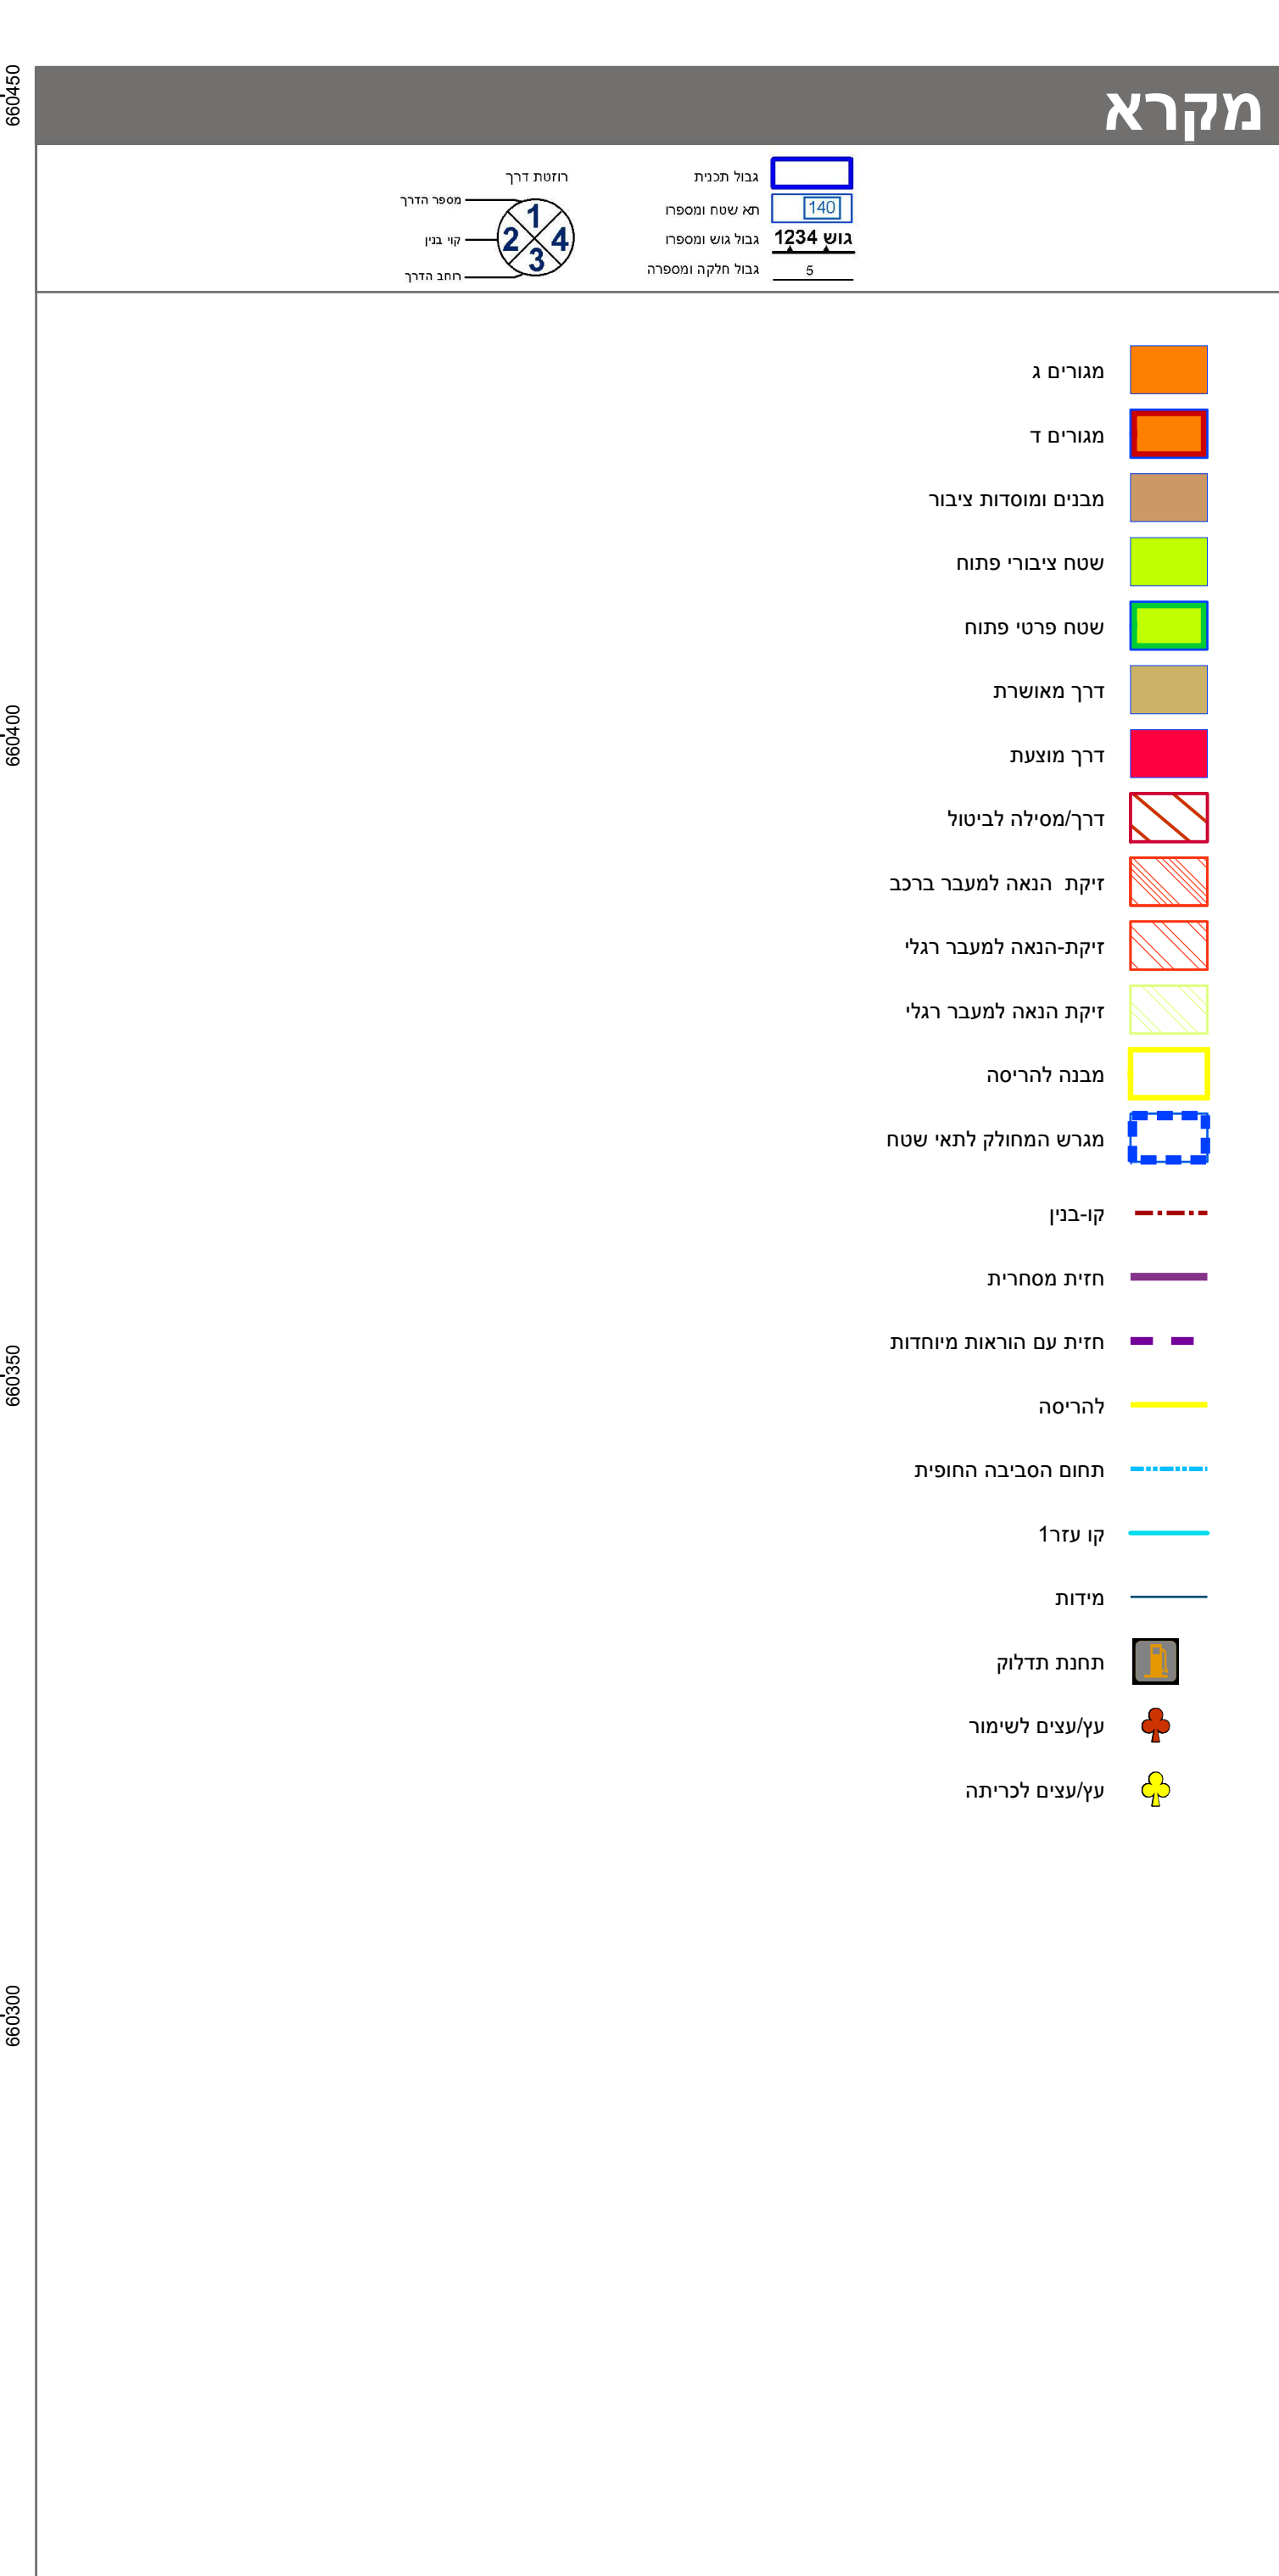 מקרא
גבול תכנית
140
תא שטח ומספרו
גוש 1234
גבול גוש ומספרו
5
גבול חלקה ומספרה
רוזטת דרך
מספר הדרך
קוי בנין
רוחב הדרך
1
2 4
3
מגורים ג
מגורים ד
מבנים ומוסדות ציבור
שטח ציבורי פתוח
שטח פרטי פתוח
דרך מאושרת
דרך מוצעת
דרך/מסילה לביטול
זיקת הנאה למעבר ברכב
זיקת-הנאה למעבר רגלי
זיקת הנאה למעבר רגלי
מבנה להריסה
מגרש המחולק לתאי שטח
קו-בנין
חזית מסחרית
חזית עם הוראות מיוחדות
להריסה
תחום הסביבה החופית
קו עזר1
מידות
תחנת תדלוק
עץ/עצים לשימור
עץ/עצים לכריתה
660450
660400
660350
660300